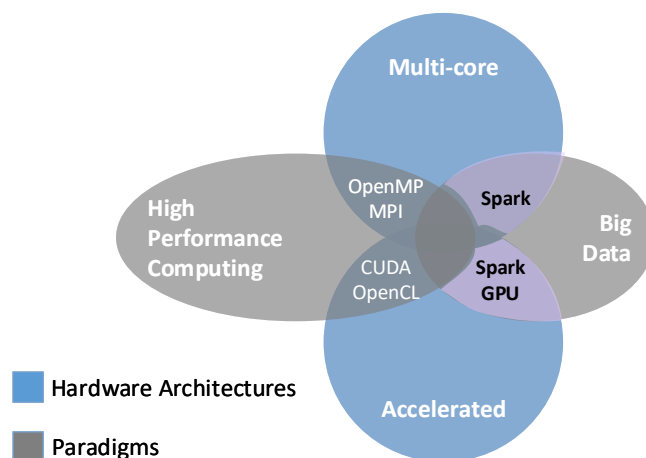 Multi-core
OpenMP
MPI
Spark
High
Performance
Computing
Big
Data
CUDA
OpenCL
Spark
GPU
Accelerated
Hardware Architectures
Paradigms